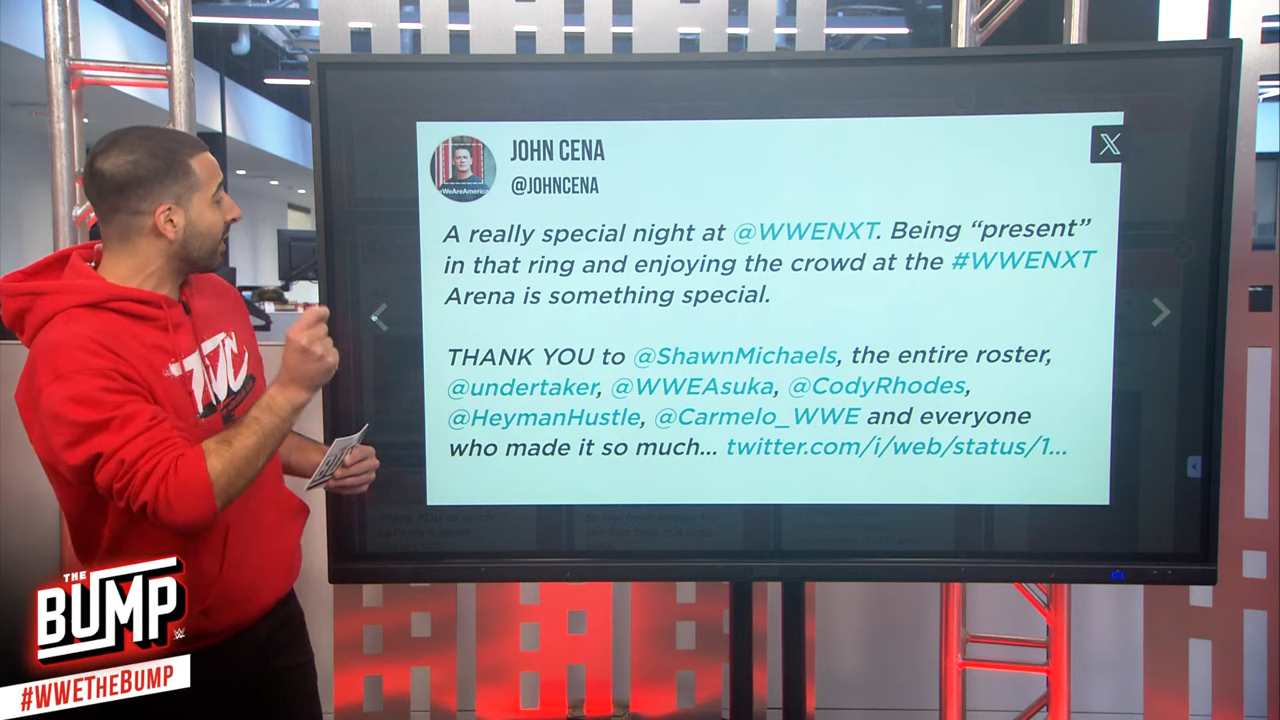 JOHN CENA
@JOHNCENA
X
#WeAreAmerica
A really special night at @WWENXT. Being “present”
in that ring and enjoying the crowd at the #WWENXT
Arena is something special.
THANK YOU to @ShawnMichaels, the entire roster,
@undertaker, @WWEAsuka, @CodyRhodes,
@HeymanHustle, @Carmelo_WWE and everyone
who made it so much... twitter.com/i/web/status/1...
THE
BUMP
#WWETHEBUMP